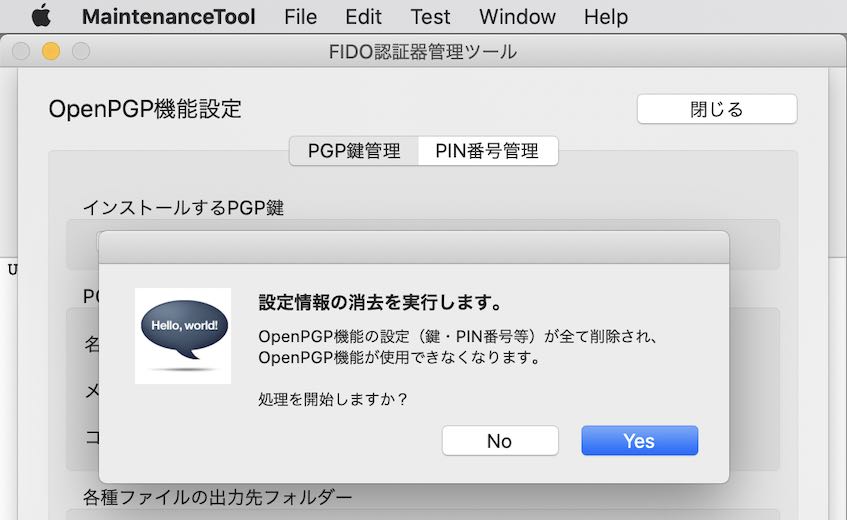 MaintenanceTool File Edit Test Window Help
FIDO認証器管理ツール
OpenPGP機能設定
閉じる
PGP鍵管理 PIN番号管理
インストールするPGP鍵
U
設定情報の消去を実行します。
Hello, world!
OpenPGP機能の設定（鍵・PIN番号等）が全て削除され、
OpenPGP機能が使用できなくなります。
処理を開始しますか？
No Yes
名
メ
コ
各種ファイルの出力先フォルダー